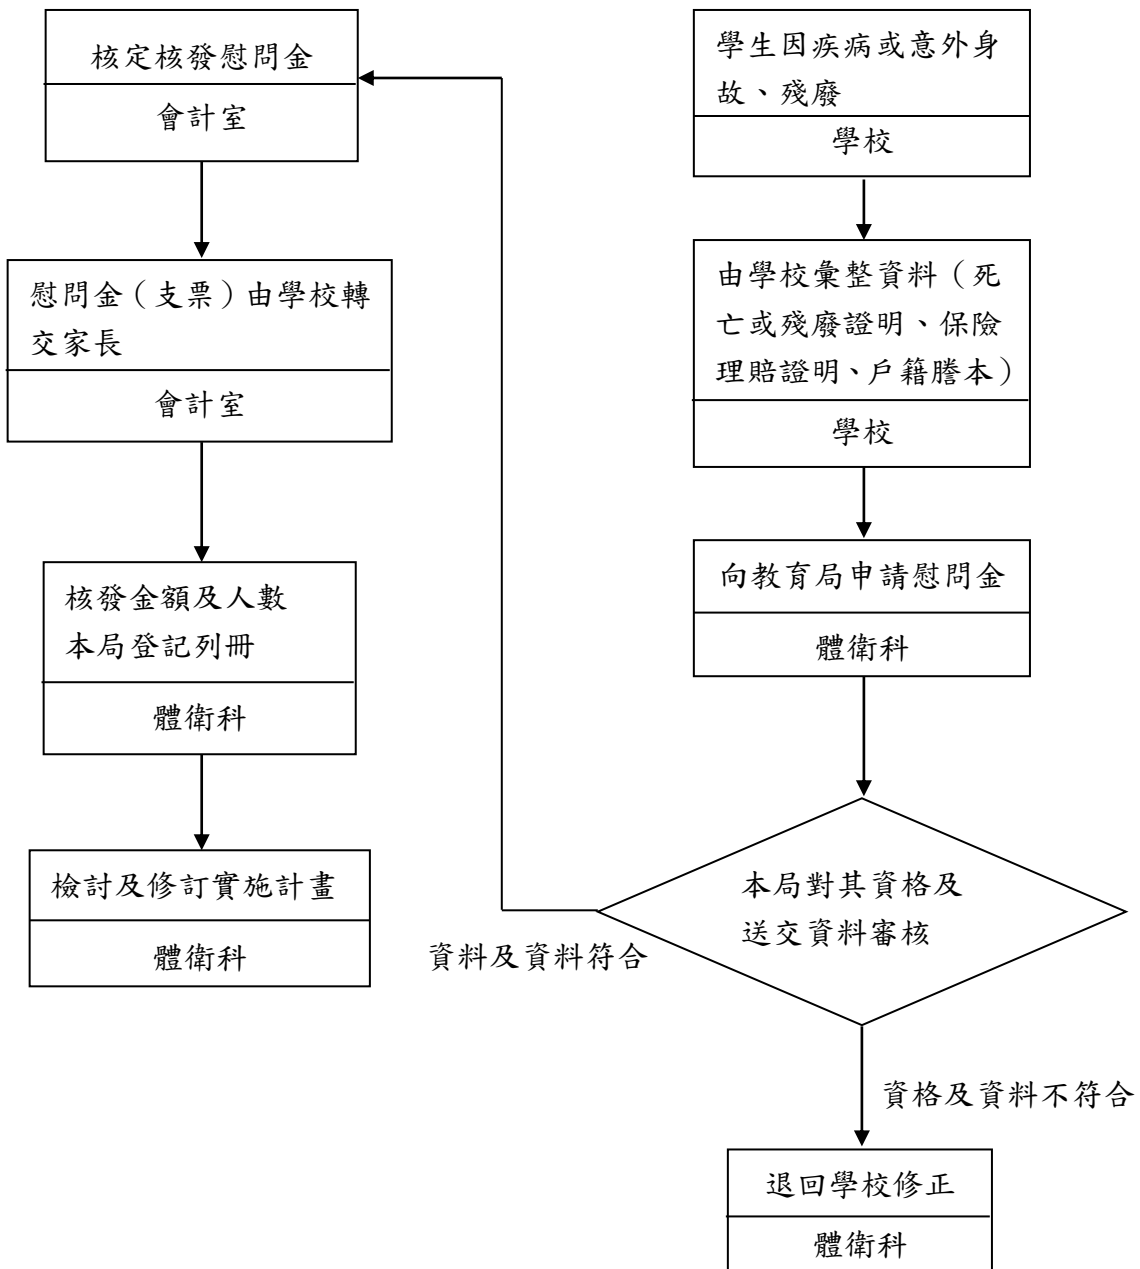 核定核發慰問金
會計室
慰問金（支票）由學校轉
交家長
會計室
核發金額及人數
本局登記列冊
體衛科
檢討及修訂實施計畫
體衛科
學生因疾病或意外身
故、殘廢
學校
由學校彙整資料（死
亡或殘廢證明、保險
理賠證明、戶籍謄本）
學校
向教育局申請慰問金
體衛科
本局對其資格及
送交資料審核
資料及資料符合
資格及資料不符合
退回學校修正
體衛科